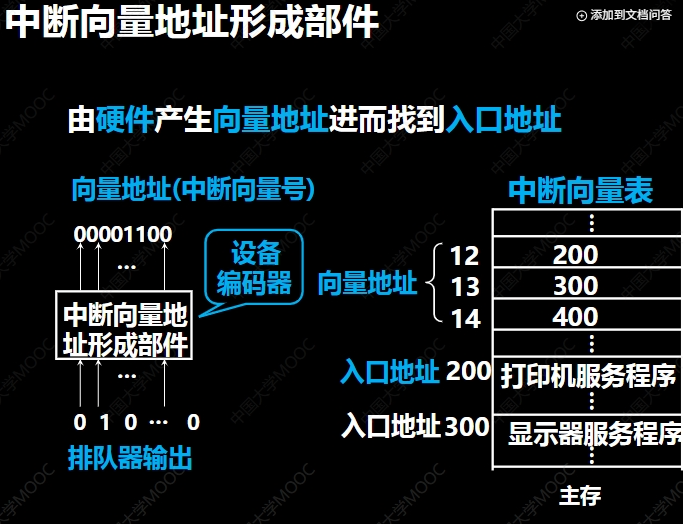 中断向量地址形成部件
添加到文档问答
由硬件产生向量地址进而找到入口地址
向量地址(中断向量号)
00001100
...
设备
编码器
中断向量地
址形成部件
...
0 1 0 ... 0
排队器输出
中断向量表
向量地址
12 200
13 300
14 400
入口地址 200 打印机服务程序
入口地址 300 显示器服务程序
主存
中国大学MOOC